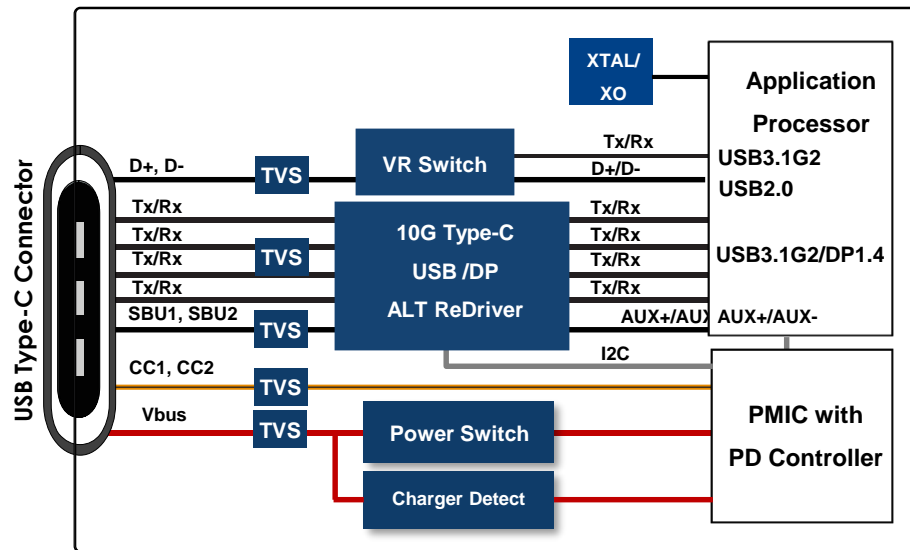 XTAL/
XO
Application
Processor
Tx/Rx
VR Switch
USB3.1G2
D+, D-
TVS
D+/D-
USB2.0
USB Type-C Connector
Tx/Rx
Tx/Rx
10G Type-C
Tx/Rx
Tx/Rx
TVS
USB /DP
USB3.1G2/DP1.4
Tx/Rx
Tx/Rx
Tx/Rx
ALT ReDriver
Tx/Rx
SBU1, SBU2
TVS
AUX+/AUX
AUX+/AUX-
I2C
CC1, CC2
TVS
PMIC with
PD Controller
Vbus
TVS
Power Switch
Charger Detect